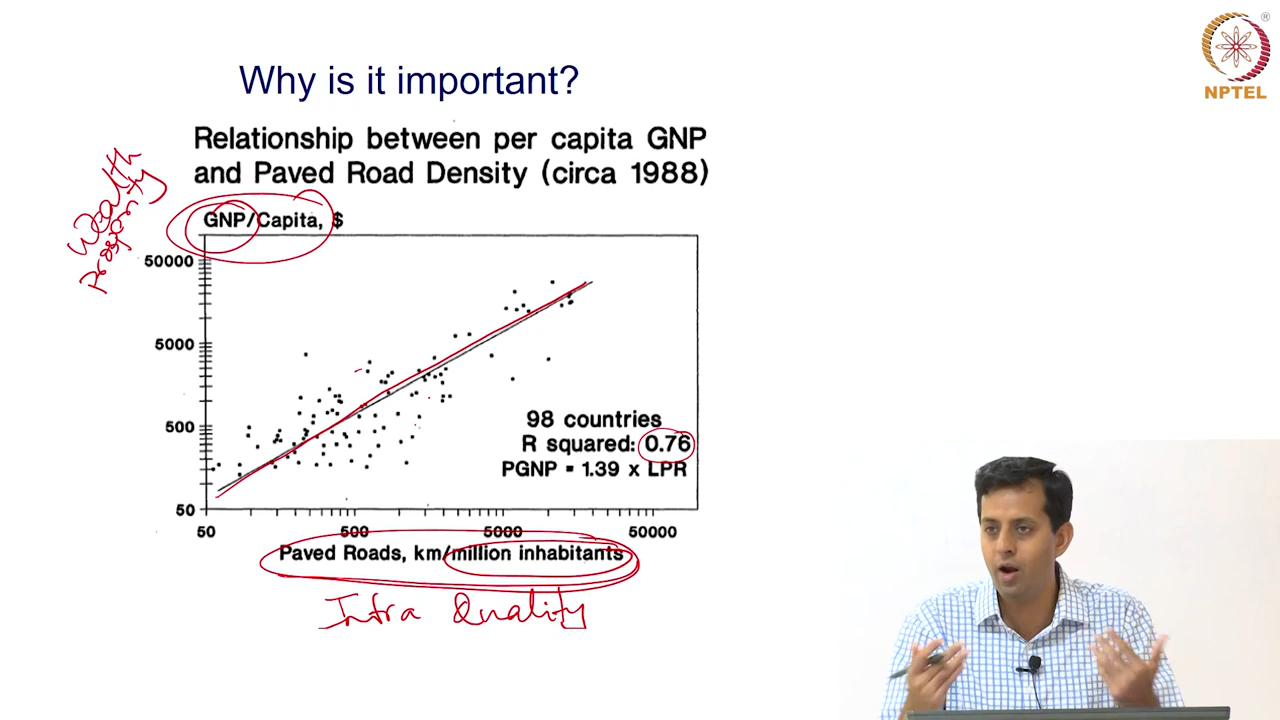 NPTEL
Why is it important?
Relationship between per capita GNP
and Paved Road Density (circa 1988)
Wealth
prosperity
GNP/Capita, $
50000
5000
500
50
98 countries
R squared: 0.76
PGNP = 1.39 x LPR
50 500 5000 50000
Paved Roads, km/million inhabitants
Infra Quality